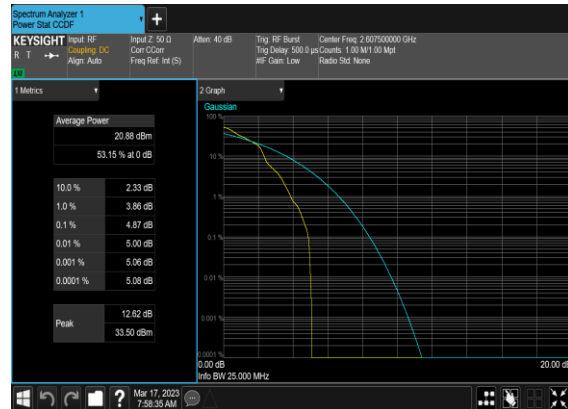 Spectrum Analyzer 1
Power Stat CCDF
+
KEYSIGHT
R T
LXI
Input: RF
Coupling: DC
Align: Auto
Input Z: 50 Ω
Corr CCorr
Freq Ref: Int (S)
Atten: 40 dB
Trig: RF Burst
Trig Delay: 500.0 µs
#IF Gain: Low
Center Freq: 2.607500000 GHz
Counts: 1.00 M/1.00 Mpt
Radio Std: None
1 Metrics
Average Power
20.88 dBm
53.15 % at 0 dB
10.0 % 2.33 dB
1.0 % 3.86 dB
0.1 % 4.87 dB
0.01 % 5.00 dB
0.001 % 5.06 dB
0.0001 % 5.08 dB
Peak
12.62 dB
33.50 dBm
2 Graph
Gaussian
100 %
10 %
1 %
0.1 %
0.01 %
0.001 %
0.0001 %
0.00 dB
20.00 dB
Info BW 25.000 MHz
?
Mar 17, 2023
7:58:35 AM